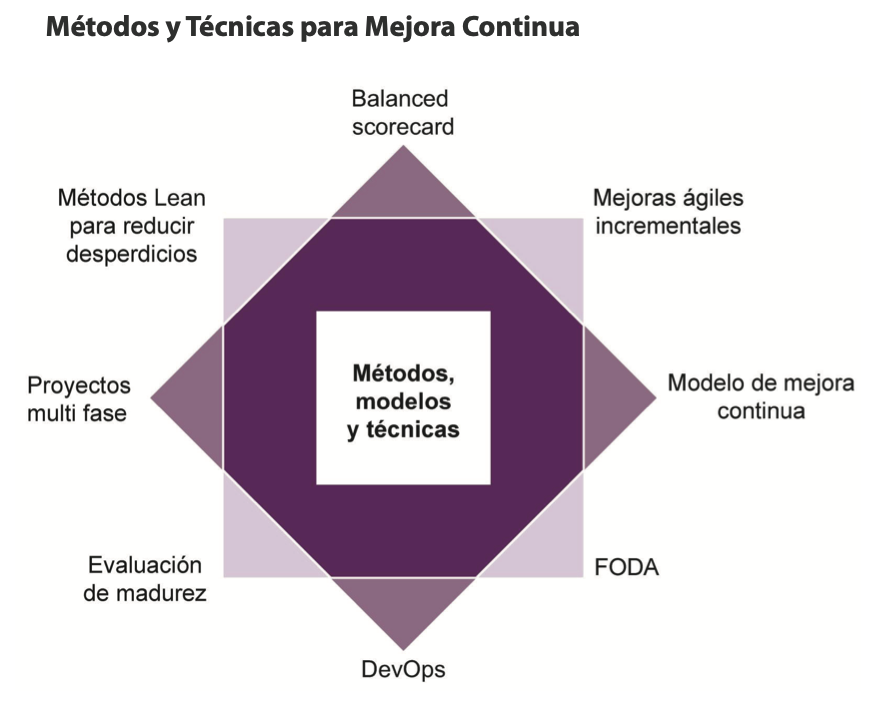 Métodos y Técnicas para Mejora Continua
Balanced
scorecard
Métodos Lean
para reducir
desperdicios
Mejoras ágiles
incrementales
Proyectos
multi fase
Métodos,
modelos
y técnicas
Modelo de mejora
continua
Evaluación
de madurez
FODA
DevOps